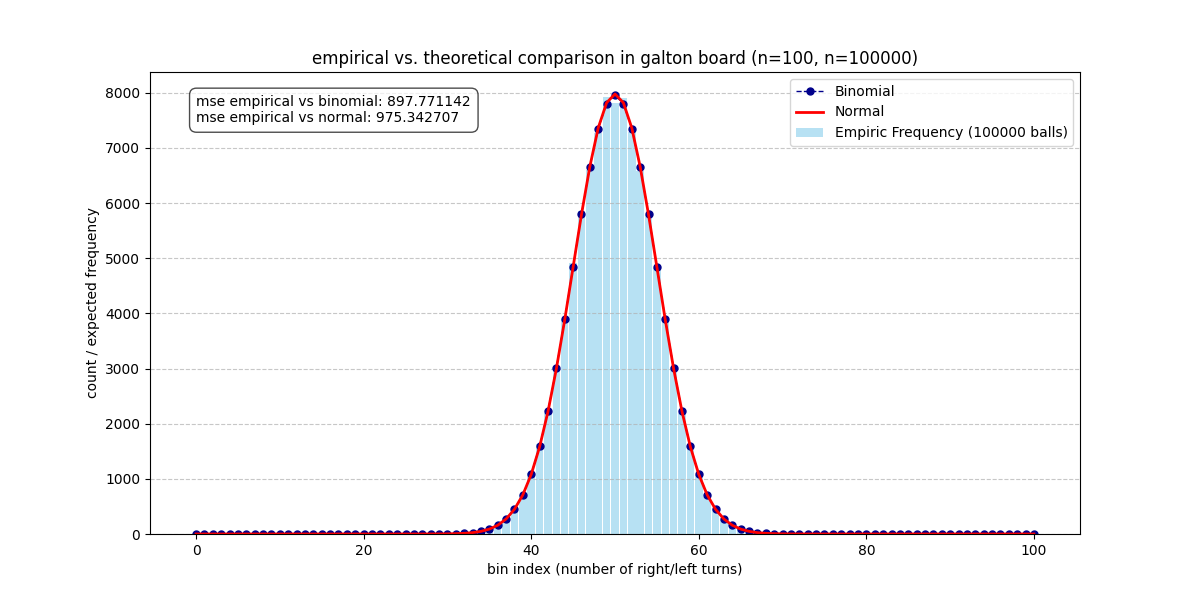 empirical vs. theoretical comparison in galton board (n=100, n=100000)
mse empirical vs binomial: 897.771142
mse empirical vs normal: 975.342707
Binomial
Normal
Empiric Frequency (100000 balls)
count / expected frequency
8000
7000
6000
5000
4000
3000
2000
1000
0
0 20 40 60 80 100
bin index (number of right/left turns)